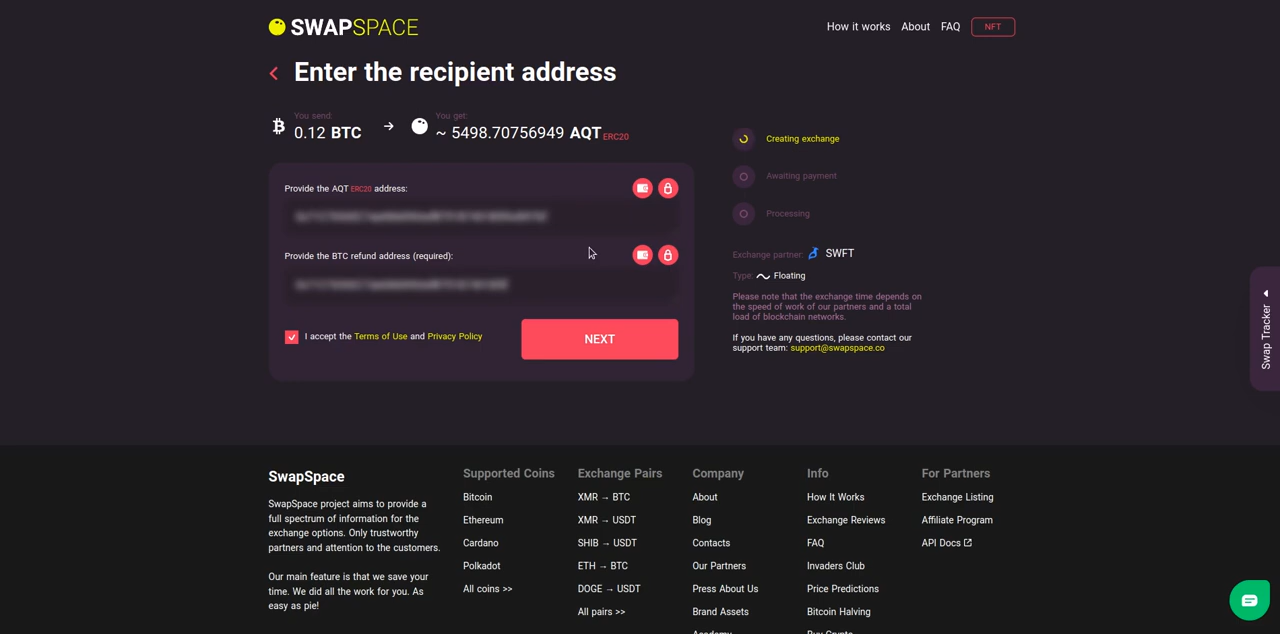 SWAPSPACE
How it works About FAQ NFT
Enter the recipient address
You send:
0.12 BTC
You get:
~ 5498.70756949 AQT ERC20
Provide the AQT ERC20 address:
Provide the BTC refund address (required):
I accept the Terms of Use and Privacy Policy
NEXT
Creating exchange
Awaiting payment
Processing
Exchange partner: SWFT
Type: Floating
Please note that the exchange time depends on
the speed of work of our partners and a total
load of blockchain networks.
If you have any questions, please contact our
support team: support@swapspace.co
Swap Tracker
SwapSpace
SwapSpace project aims to provide a
full spectrum of information for the
exchange options. Only trustworthy
partners and attention to the customers.
Our main feature is that we save your
time. We did all the work for you. As
easy as pie!
Supported Coins
Bitcoin
Ethereum
Cardano
Polkadot
All coins >>
Exchange Pairs
XMR → BTC
XMR → USDT
SHIB → USDT
ETH → BTC
DOGE → USDT
All pairs >>
Company
About
Blog
Contacts
Our Partners
Press About Us
Brand Assets
Academy
Info
How It Works
Exchange Reviews
FAQ
Invaders Club
Price Predictions
Bitcoin Halving
Buy Crypto
For Partners
Exchange Listing
Affiliate Program
API Docs